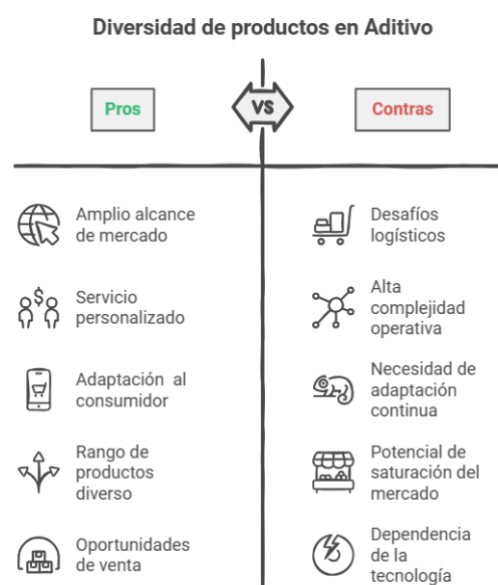 Diversidad de productos en Aditivo
Pros
VS
Contras
Amplio alcance
de mercado
Desafíos
logísticos
Servicio
personalizado
Alta
complejidad
operativa
Adaptación al
consumidor
Necesidad de
adaptación
continua
Rango de
productos
diverso
Potencial de
saturación del
mercado
Oportunidades
de venta
Dependencia
de la
tecnología